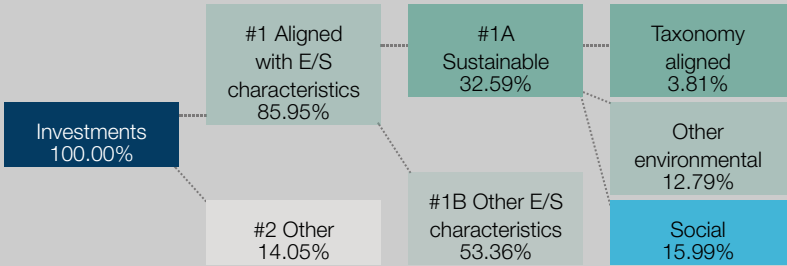 Investments
100.00%
#1 Aligned
with E/S
characteristics
85.95%
#2 Other
14.05%
#1A
Sustainable
32.59%
#1B Other E/S
characteristics
53.36%
Taxonomy
aligned
3.81%
Other
environmental
12.79%
Social
15.99%